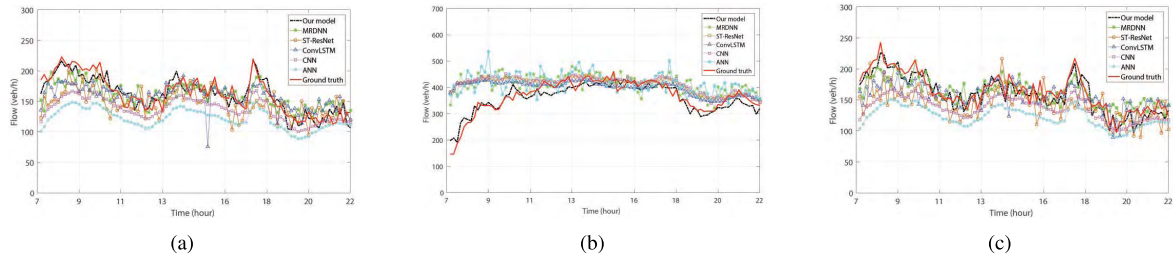 300
250
200
150
100
50
0
Flow (veh/h)
7 9 11 13 16 18 20 22
Time (hour)
Our model
MRDNN
ST-ResNet
ConvLSTM
CNN
ANN
Ground truth
(a)
700
600
500
400
300
200
100
0
Flow (veh/h)
7 9 11 13 16 18 20 22
Time (hour)
Our model
MRDNN
ST-ResNet
ConvLSTM
CNN
ANN
Ground truth
(b)
300
250
200
150
100
50
0
Flow (veh/h)
7 9 11 13 16 18 20 22
Time (hour)
Our model
MRDNN
ST-ResNet
ConvLSTM
CNN
ANN
Ground truth
(c)